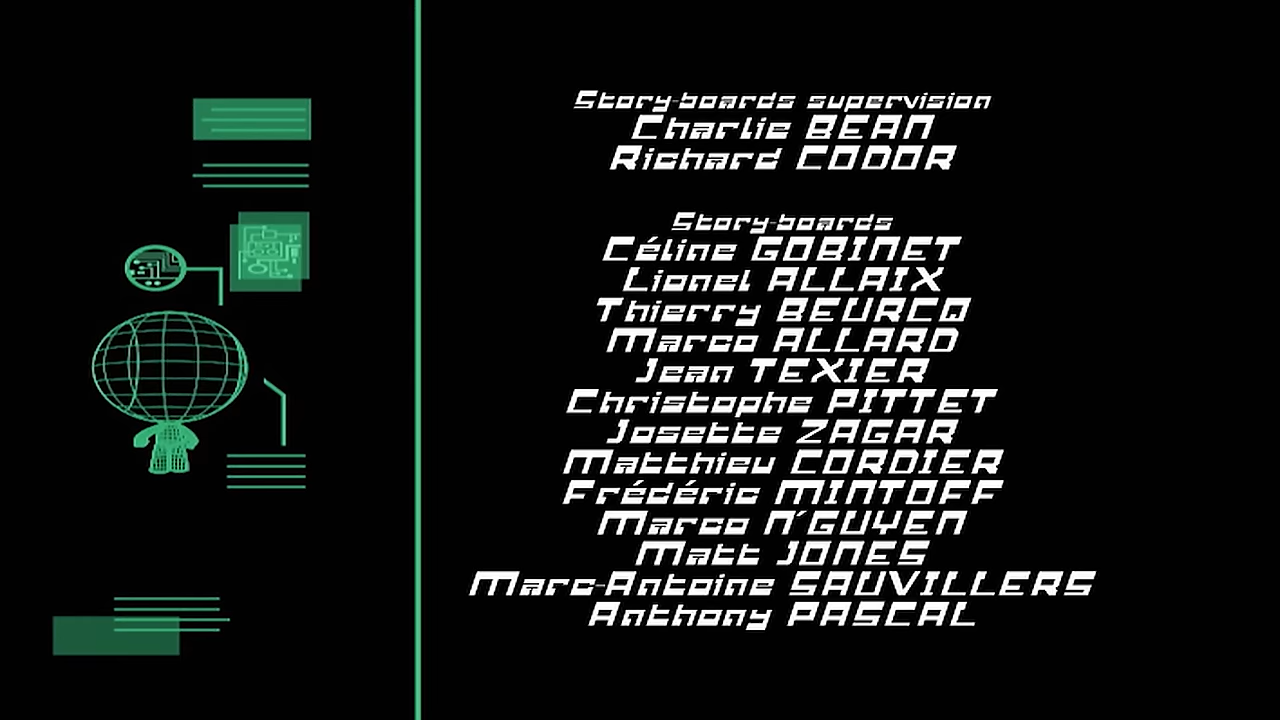 Story-boards supervision
Charlie BEAN
Richard CODOR
Story-boards
Céline GOBINET
Lionel ALLAIX
Thierry BEURCQ
Marco ALLARD
Jean TEXIER
Christophe PITTET
Josette ZAGAR
Matthieu CORDIER
Frédéric MINTOFF
Marco N'GUYEN
Matt JONES
Marc-Antoine SAUVILLERS
Anthony PASCAL